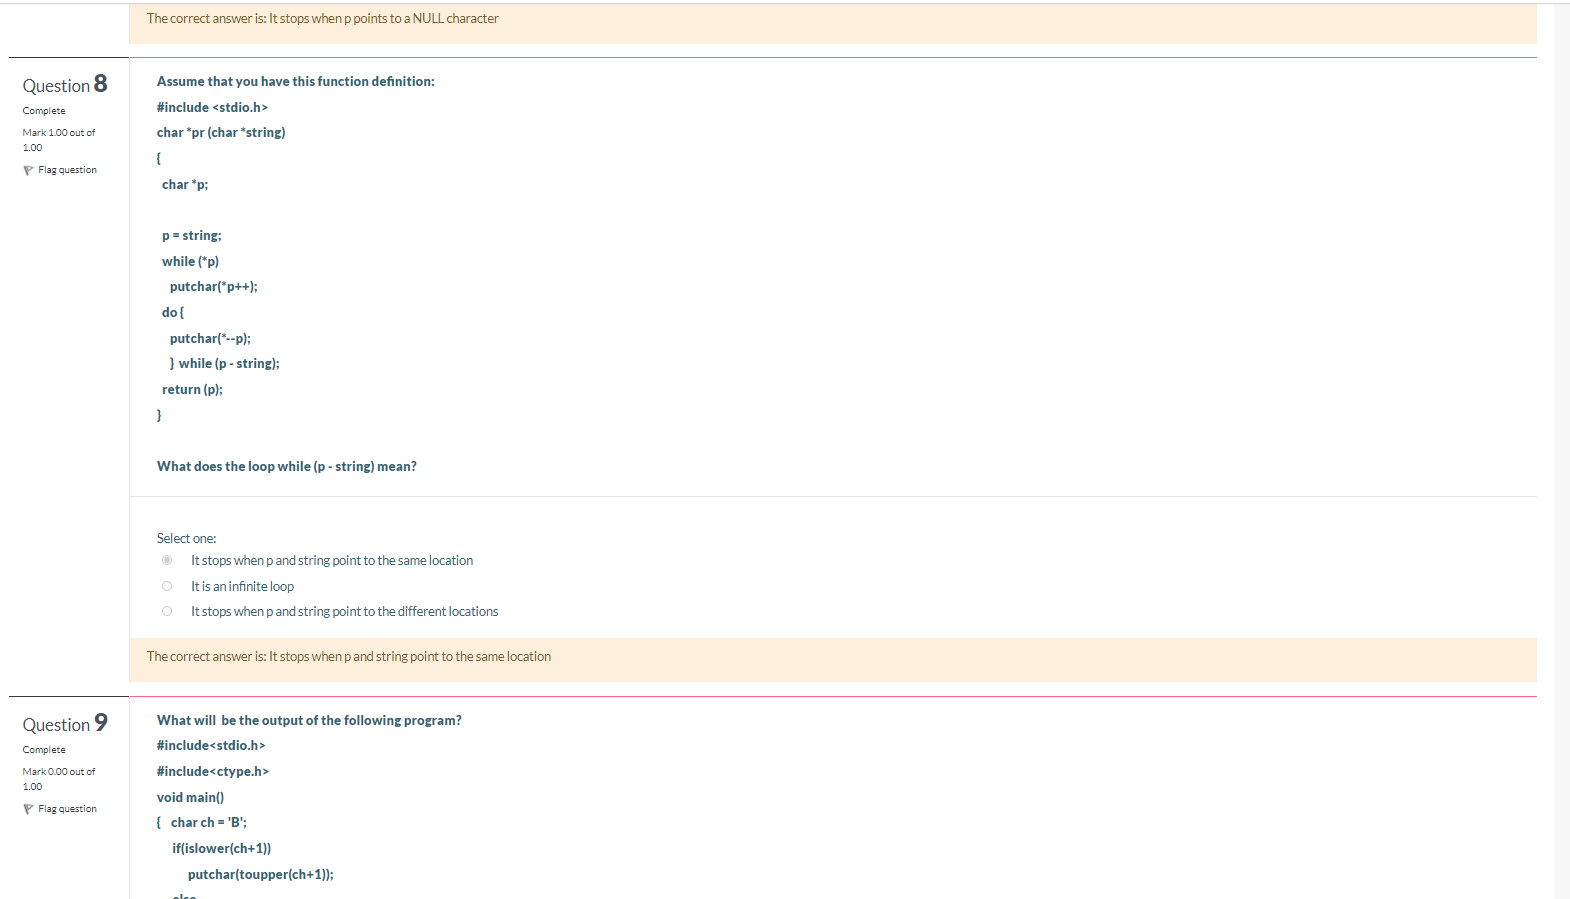 The correct answer is: It stops when p points to a NULL character
Question 8
Complete
Mark 1.00 out of
1.00
Flag question
Assume that you have this function definition:
#include <stdio.h>
char *pr (char *string)
{
char *p;
p = string;
while (*p)
putchar(*p++);
do {
putchar(*--p);
} while (p - string);
return (p);
}
What does the loop while (p - string) mean?
Select one:
It stops when p and string point to the same location
It is an infinite loop
It stops when p and string point to the different locations
The correct answer is: It stops when p and string point to the same location
Question 9
Complete
Mark 0.00 out of
1.00
Flag question
What will  be the output of the following program?
#include<stdio.h>
#include<ctype.h>
void main()
{   char ch = 'B';
if(islower(ch+1))
putchar(toupper(ch+1));
else